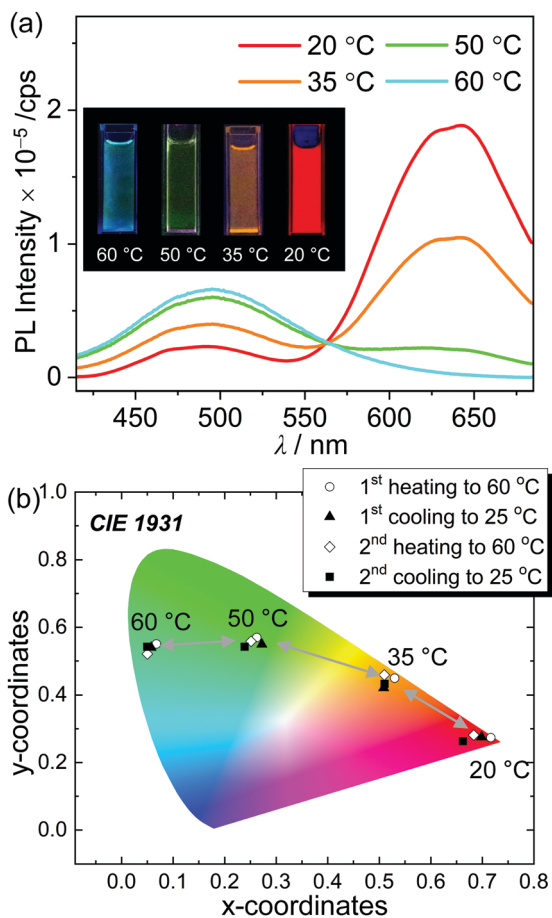 (a)
20 °C
50 °C
35 °C
60 °C
2
1
0
PL Intensity × 10⁻⁵ /cps
60 °C
50 °C
35 °C
20 °C
450
500
550
600
650
λ / nm
(b)
1st heating to 60 °C
1st cooling to 25 °C
2nd heating to 60 °C
2nd cooling to 25 °C
CIE 1931
1.0
0.8
0.6
0.4
0.2
0.0
y-coordinates
60 °C
50 °C
35 °C
20 °C
0.0
0.1
0.2
0.3
0.4
0.5
0.6
0.7
0.8
x-coordinates